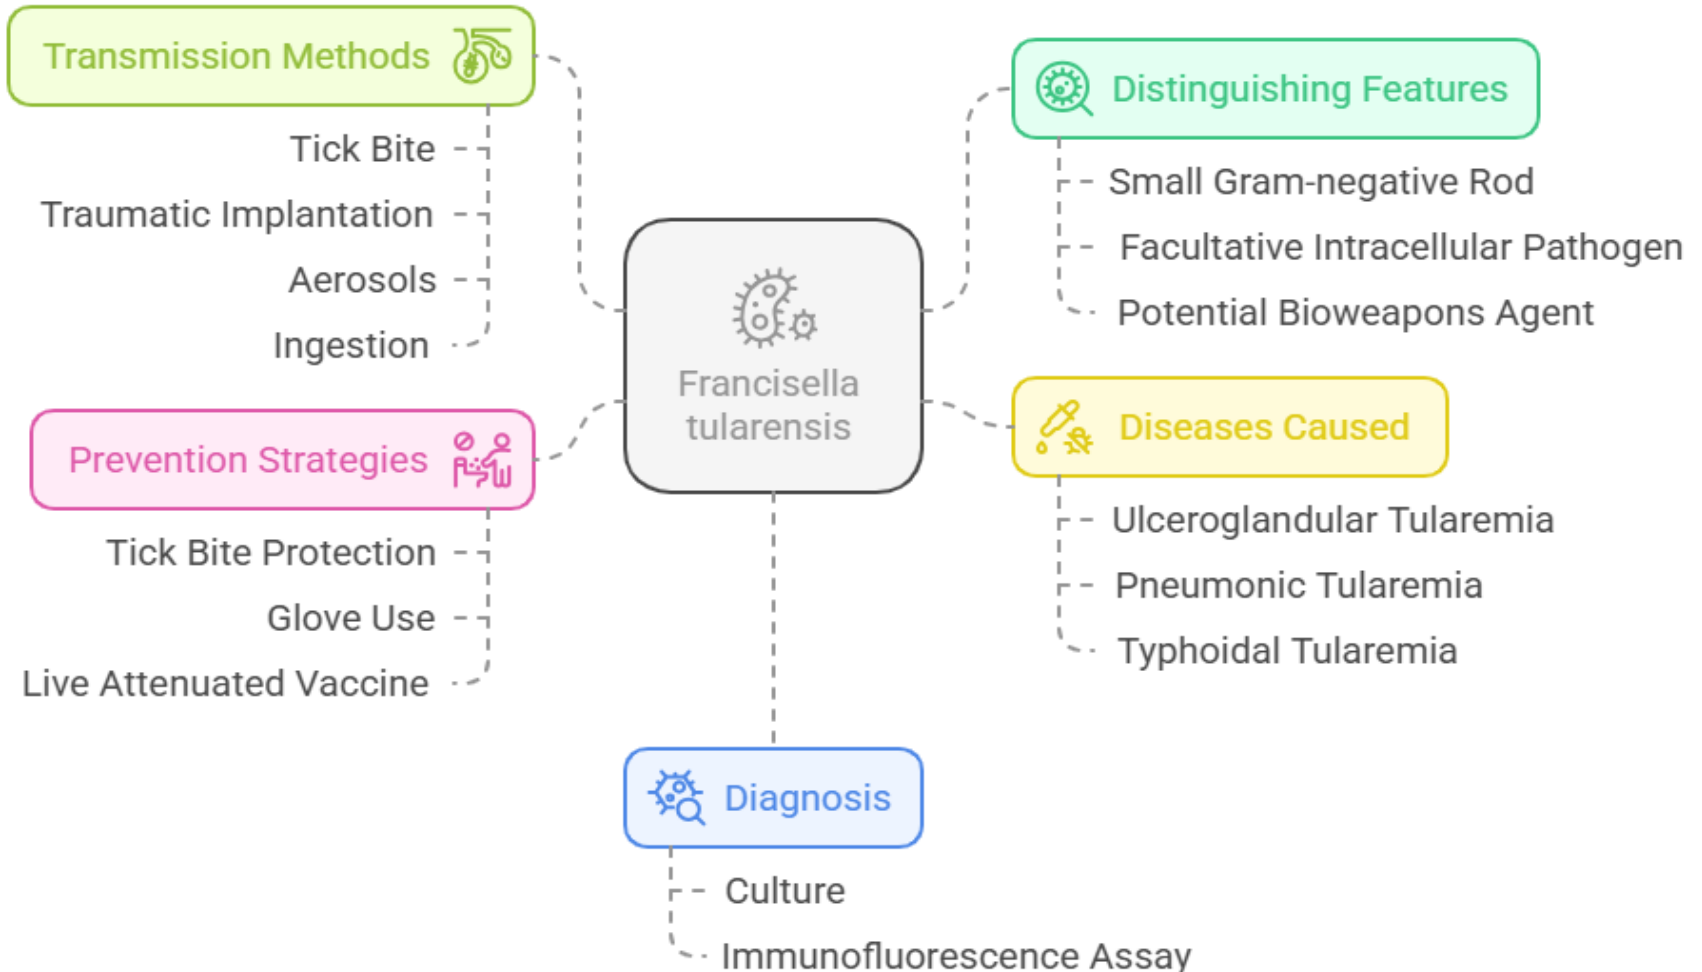 Transmission Methods
Tick Bite
Traumatic Implantation
Aerosols
Ingestion
Prevention Strategies
Tick Bite Protection
Glove Use
Live Attenuated Vaccine
Francisella
tularensis
Distinguishing Features
Small Gram-negative Rod
Facultative Intracellular Pathogen
Potential Bioweapons Agent
Diseases Caused
Ulceroglandular Tularemia
Pneumonic Tularemia
Typhoidal Tularemia
Diagnosis
Culture
Immunofluorescence Assay